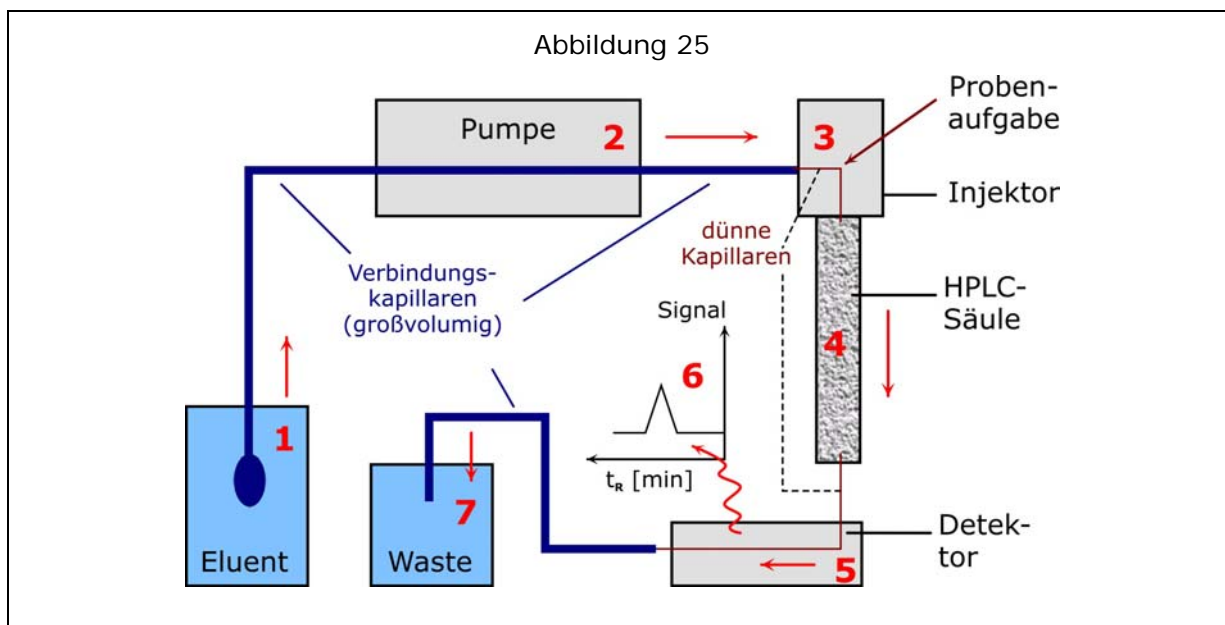 Abbildung 25
Pumpe
2
3
Proben-
aufgabe
Injektor
dünne
Kapillaren
Verbindungs-
kapillaren
(großvolumig)
Signal
HPLC-
Säule
4
6
1
t_R [min]
7
Eluent
Waste
5
Detek-
tor